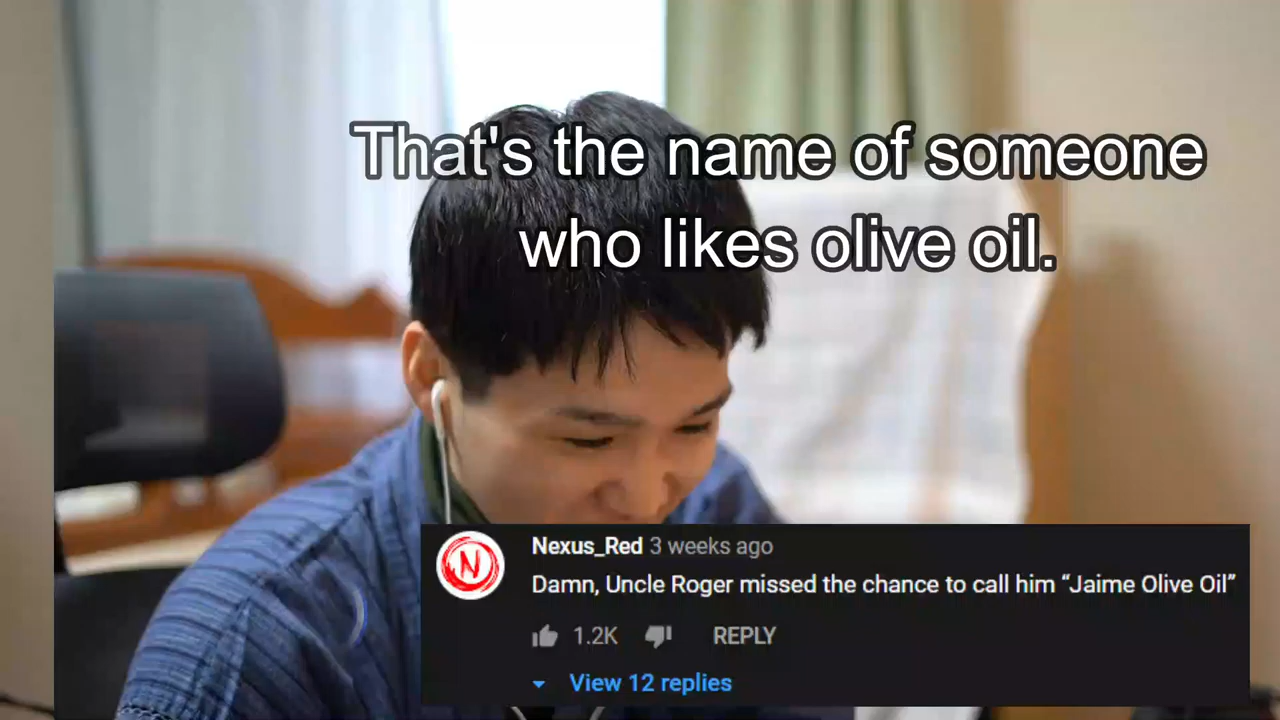 That's the name of someone
who likes olive oil.
N
Nexus_Red 3 weeks ago
Damn, Uncle Roger missed the chance to call him “Jaime Olive Oil”
1.2K REPLY
View 12 replies